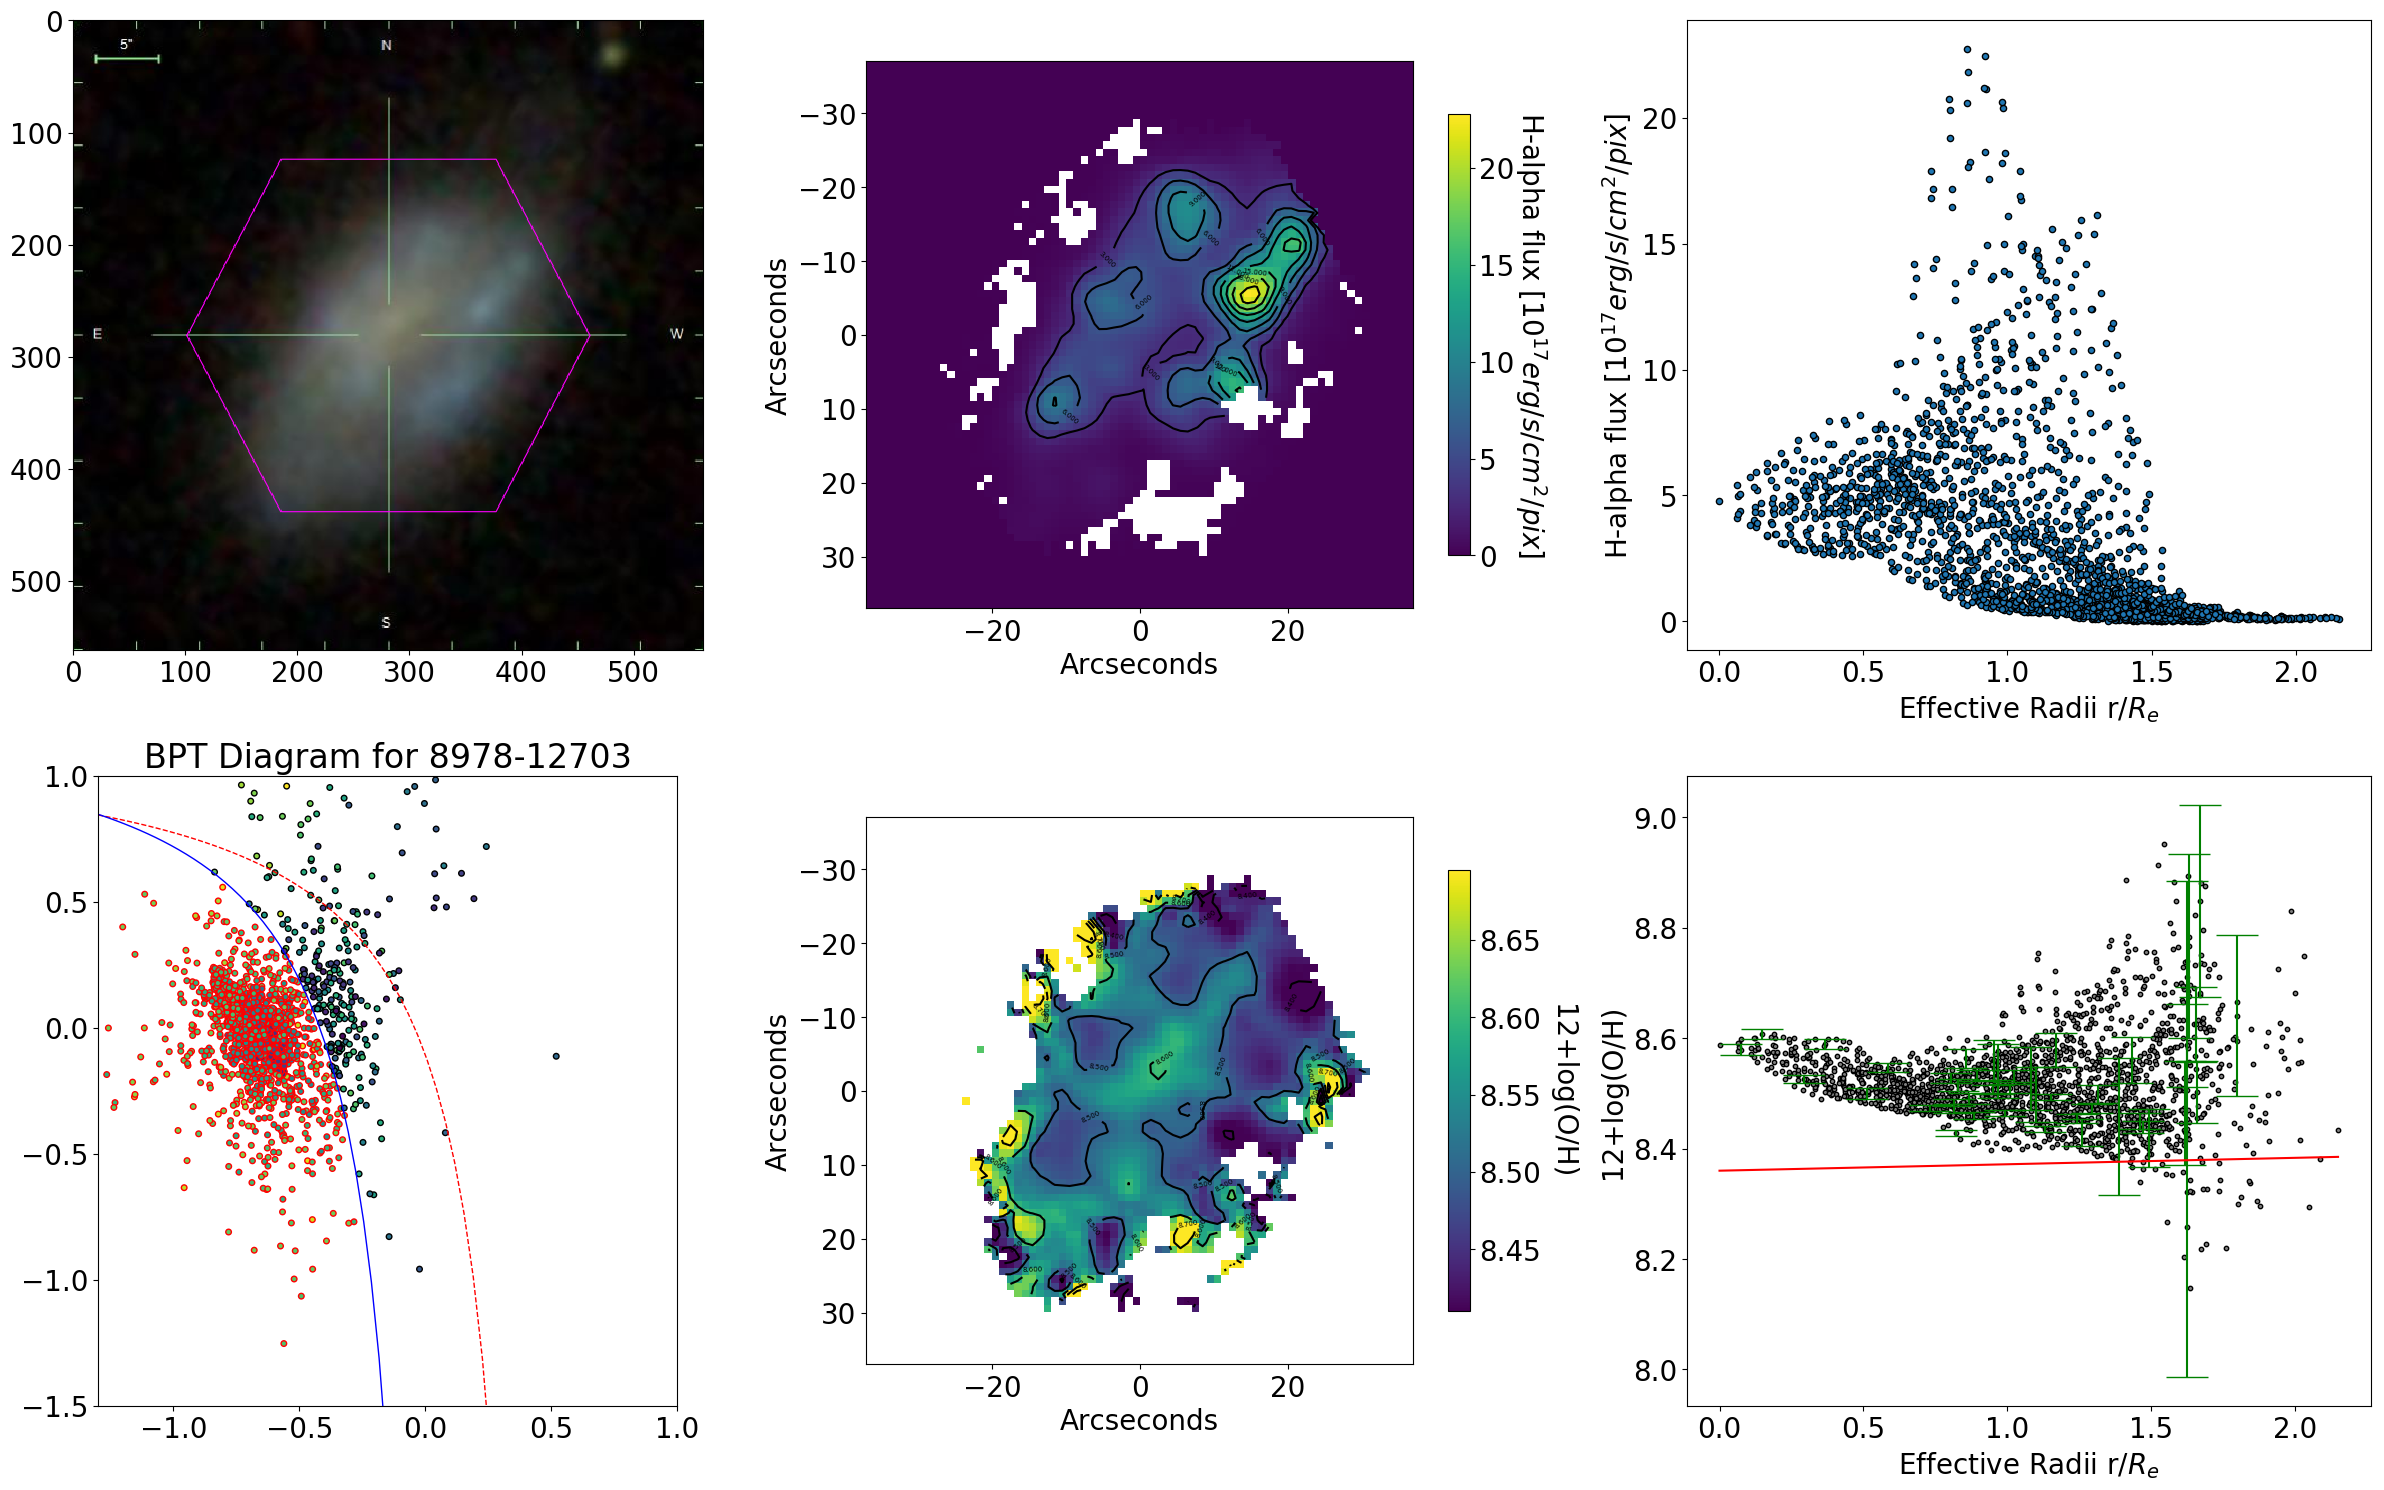 0
100
200
300
400
500
5"
N
E
W
S
0 100 200 300 400 500
−30
−20
−10
0
10
20
30
Arcseconds
−20 0 20
Arcseconds
20
15
10
5
0
H-alpha flux [10^{17}erg/s/cm^2/pix]
20
15
10
5
0
H-alpha flux [10^{17}erg/s/cm^2/pix]
0.0 0.5 1.0 1.5 2.0
Effective Radii r/R_e
BPT Diagram for 8978-12703
1.0
0.5
0.0
−0.5
−1.0
−1.5
−1.0 −0.5 0.0 0.5 1.0
−30
−20
−10
0
10
20
30
Arcseconds
−20 0 20
Arcseconds
8.65
8.60
8.55
8.50
8.45
12+log(O/H)
9.0
8.8
8.6
8.4
8.2
8.0
12+log(O/H)
0.0 0.5 1.0 1.5 2.0
Effective Radii r/R_e